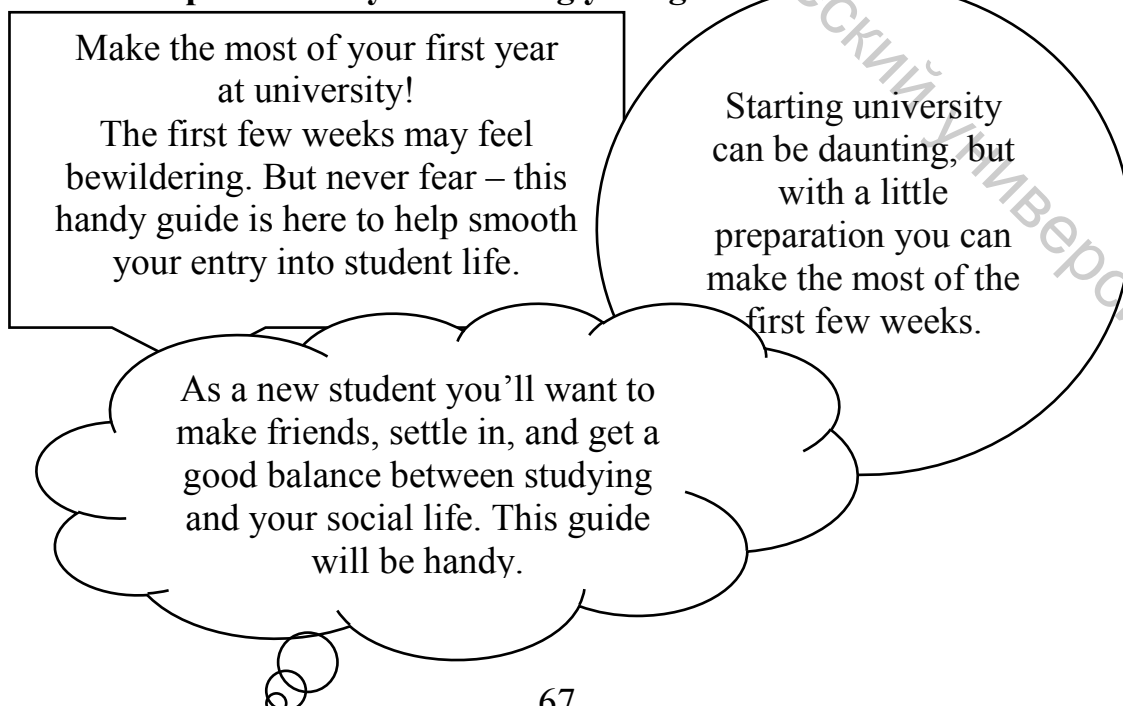 Make the most of your first year
at university!
The first few weeks may feel
bewildering. But never fear – this
handy guide is here to help smooth
your entry into student life.
Starting university
can be daunting, but
with a little
preparation you can
make the most of the
first few weeks.
As a new student you’ll want to
make friends, settle in, and get a
good balance between studying
and your social life. This guide
will be handy.
67